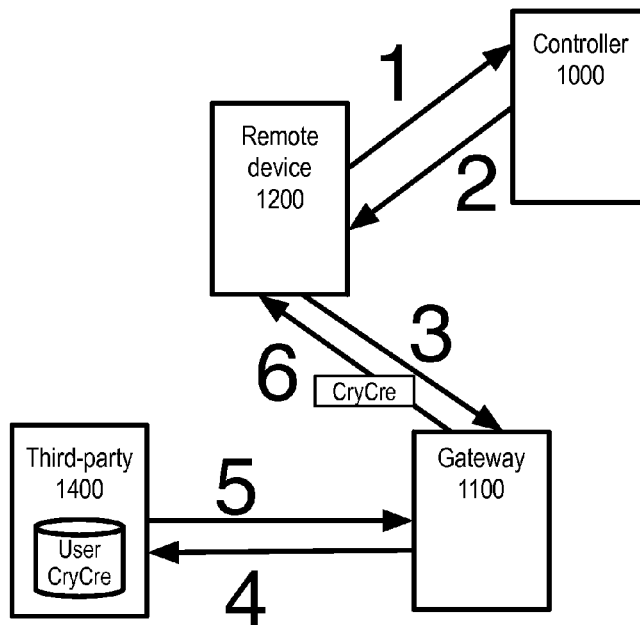 Controller
1000
1
Remote
device
1200
2
3
6
CryCre
Third-party
1400
User
CryCre
5
4
Gateway
1100